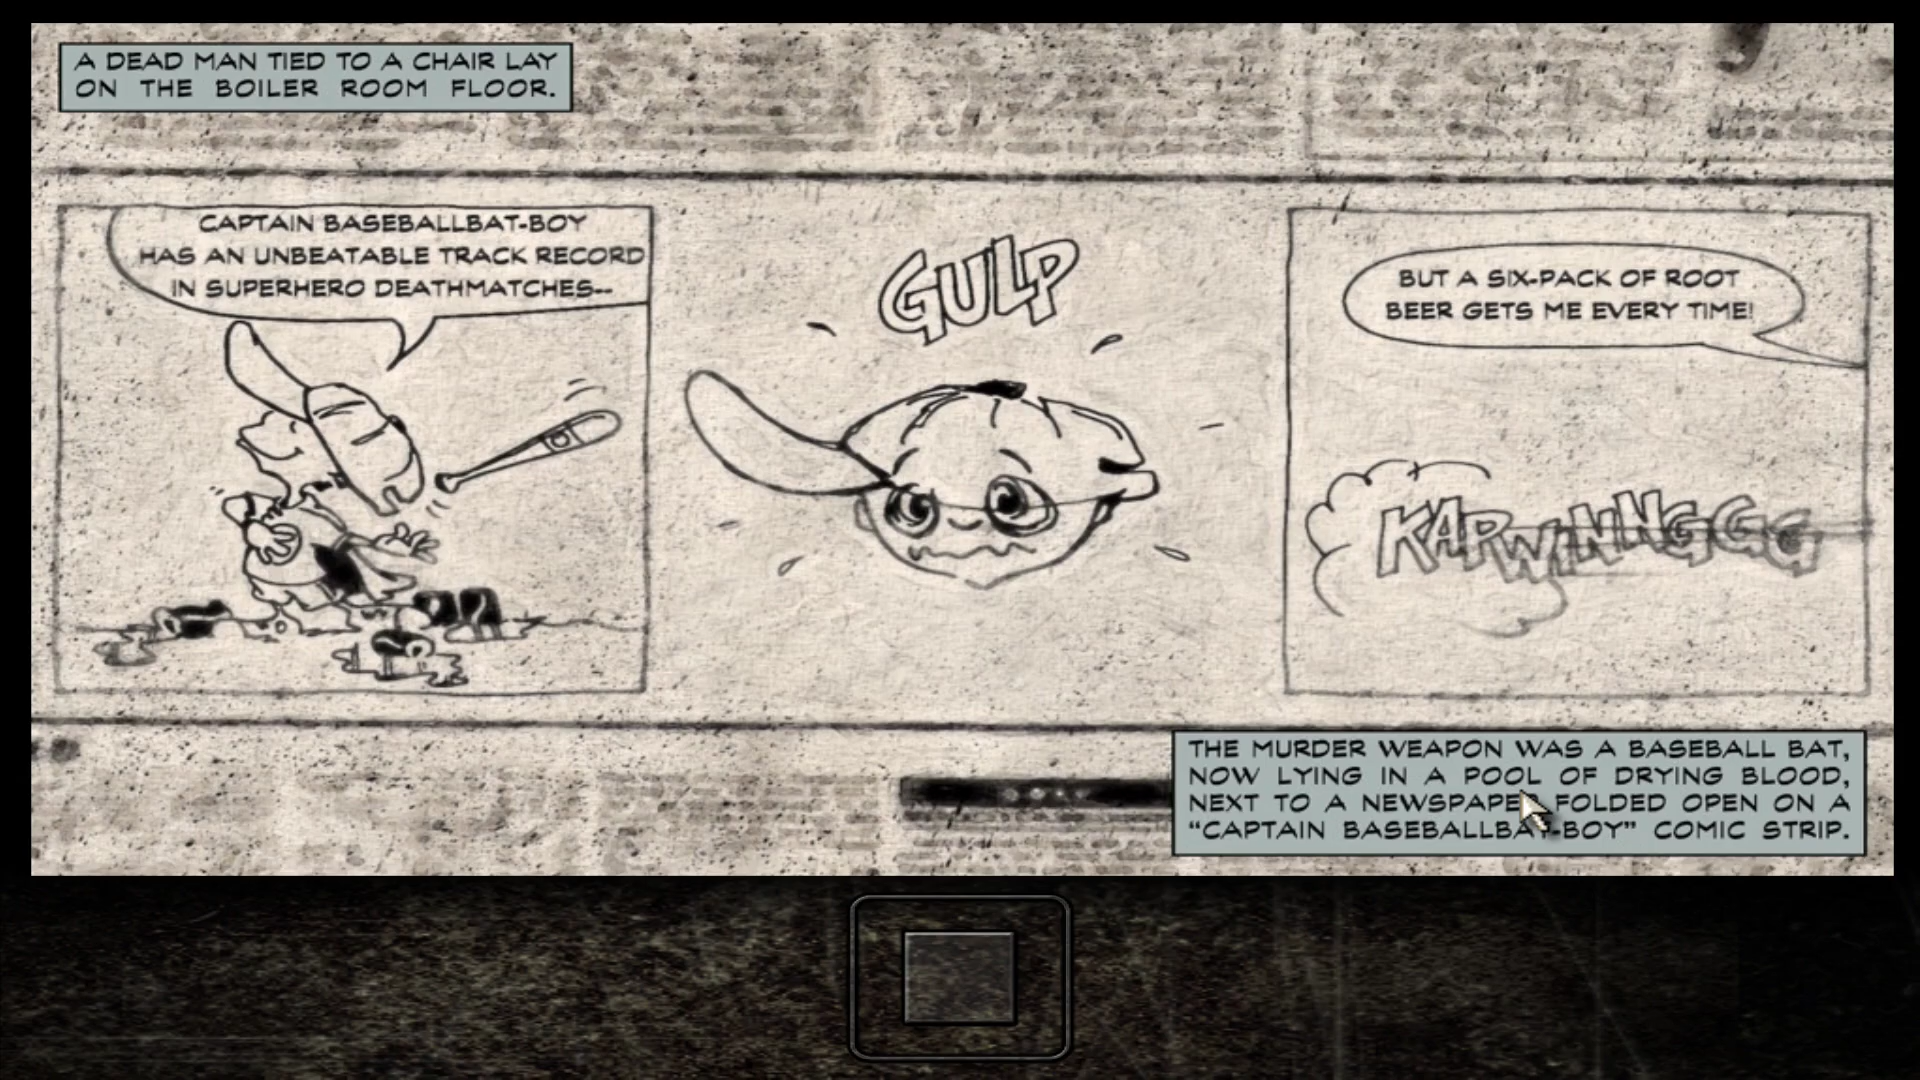 A DEAD MAN TIED TO A CHAIR LAY
ON THE BOILER ROOM FLOOR.
CAPTAIN BASEBALLBAT-BOY
HAS AN UNBEATABLE TRACK RECORD
IN SUPERHERO DEATHMATCHES--
GULP
BUT A SIX-PACK OF ROOT
BEER GETS ME EVERY TIME!
KAPWINNGGG
THE MURDER WEAPON WAS A BASEBALL BAT,
NOW LYING IN A POOL OF DRYING BLOOD,
NEXT TO A NEWSPAPER FOLDED OPEN ON A
“CAPTAIN BASEBALLBAT-BOY” COMIC STRIP.